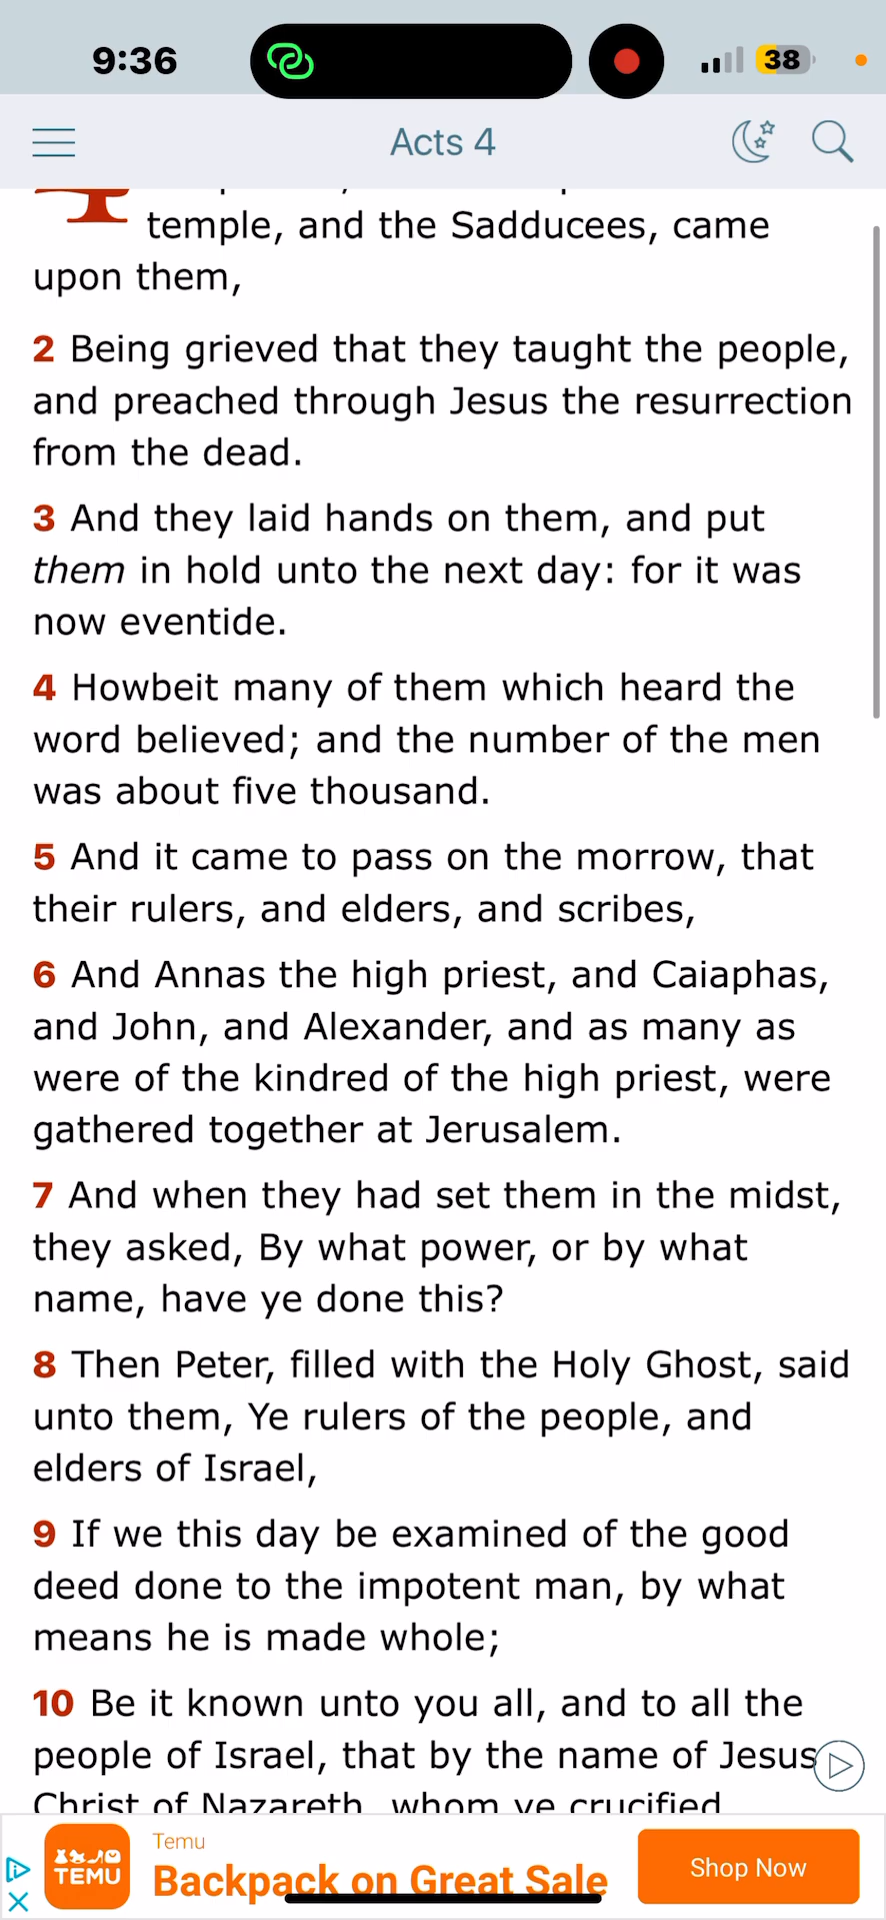 9:36
38
Acts 4
temple, and the Sadducees, came
upon them,
2 Being grieved that they taught the people,
and preached through Jesus the resurrection
from the dead.
3 And they laid hands on them, and put
them in hold unto the next day: for it was
now eventide.
4 Howbeit many of them which heard the
word believed; and the number of the men
was about five thousand.
5 And it came to pass on the morrow, that
their rulers, and elders, and scribes,
6 And Annas the high priest, and Caiaphas,
and John, and Alexander, and as many as
were of the kindred of the high priest, were
gathered together at Jerusalem.
7 And when they had set them in the midst,
they asked, By what power, or by what
name, have ye done this?
8 Then Peter, filled with the Holy Ghost, said
unto them, Ye rulers of the people, and
elders of Israel,
9 If we this day be examined of the good
deed done to the impotent man, by what
means he is made whole;
10 Be it known unto you all, and to all the
people of Israel, that by the name of Jesus
Christ of Nazareth, whom ye crucified
TEMU
Temu
Backpack on Great Sale
Shop Now